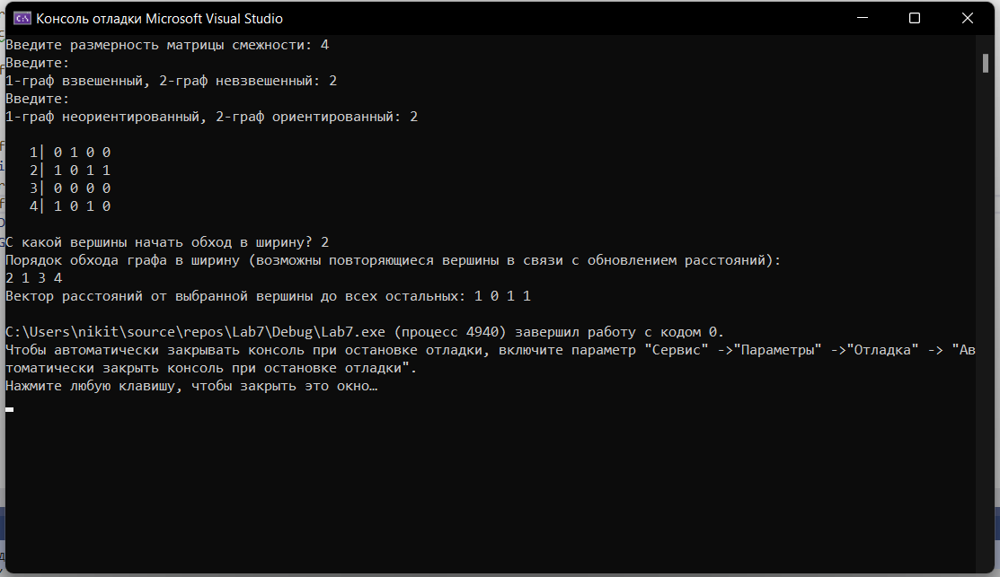 Консоль отладки Microsoft Visual Studio
Введите размерность матрицы смежности: 4
Введите:
1-граф взвешенный, 2-граф невзвешенный: 2
Введите:
1-граф неориентированный, 2-граф ориентированный: 2
1| 0 1 0 0
2| 1 0 1 1
3| 0 0 0 0
4| 1 0 1 0
С какой вершины начать обход в ширину? 2
Порядок обхода графа в ширину (возможны повторяющиеся вершины в связи с обновлением расстояний):
2 1 3 4
Вектор расстояний от выбранной вершины до всех остальных: 1 0 1 1
C:\Users\nikit\source\repos\Lab7\Debug\Lab7.exe (процесс 4940) завершил работу с кодом 0.
Чтобы автоматически закрывать консоль при остановке отладки, включите параметр "Сервис" ->"Параметры" ->"Отладка" -> "Ав
томатически закрыть консоль при остановке отладки".
Нажмите любую клавишу, чтобы закрыть это окно…